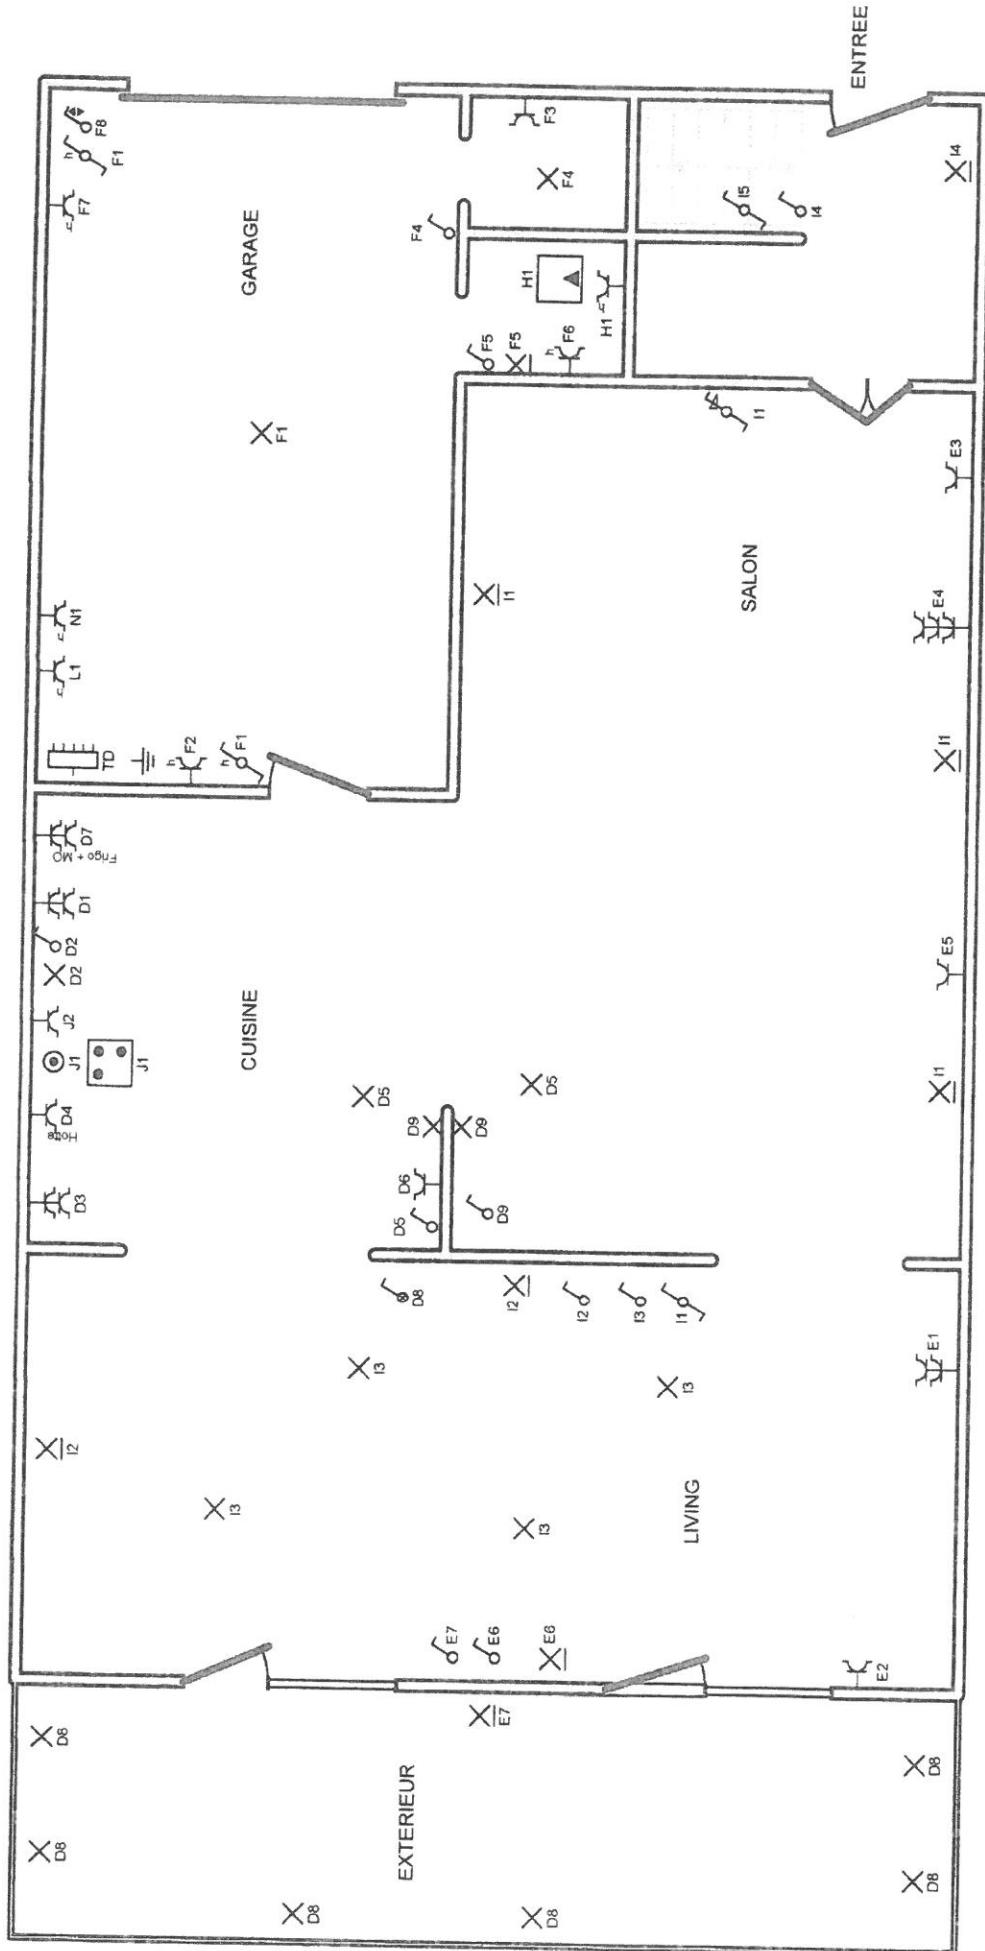 ENTREE
F8
h
F1
F7
F3
F4
I4
I5
I4
GARAGE
F4
H1
H1
F5
F5
h
F6
F1
I1
E3
SALON
N1
L1
I1
E4
TD
h
F2
h
F1
I1
D7
Frigo + MO
D1
D2
D2
J2
J1
J1
CUISINE
E5
D4
Hotte
D5
D5
I1
D9
D9
D6
D3
D5
D9
D8
I2
I2
I3
I1
E1
I3
I3
I2
I3
I3
LIVING
E7
E6
E6
E2
E7
D8
D8
EXTERIEUR
D8
D8
D8
D8